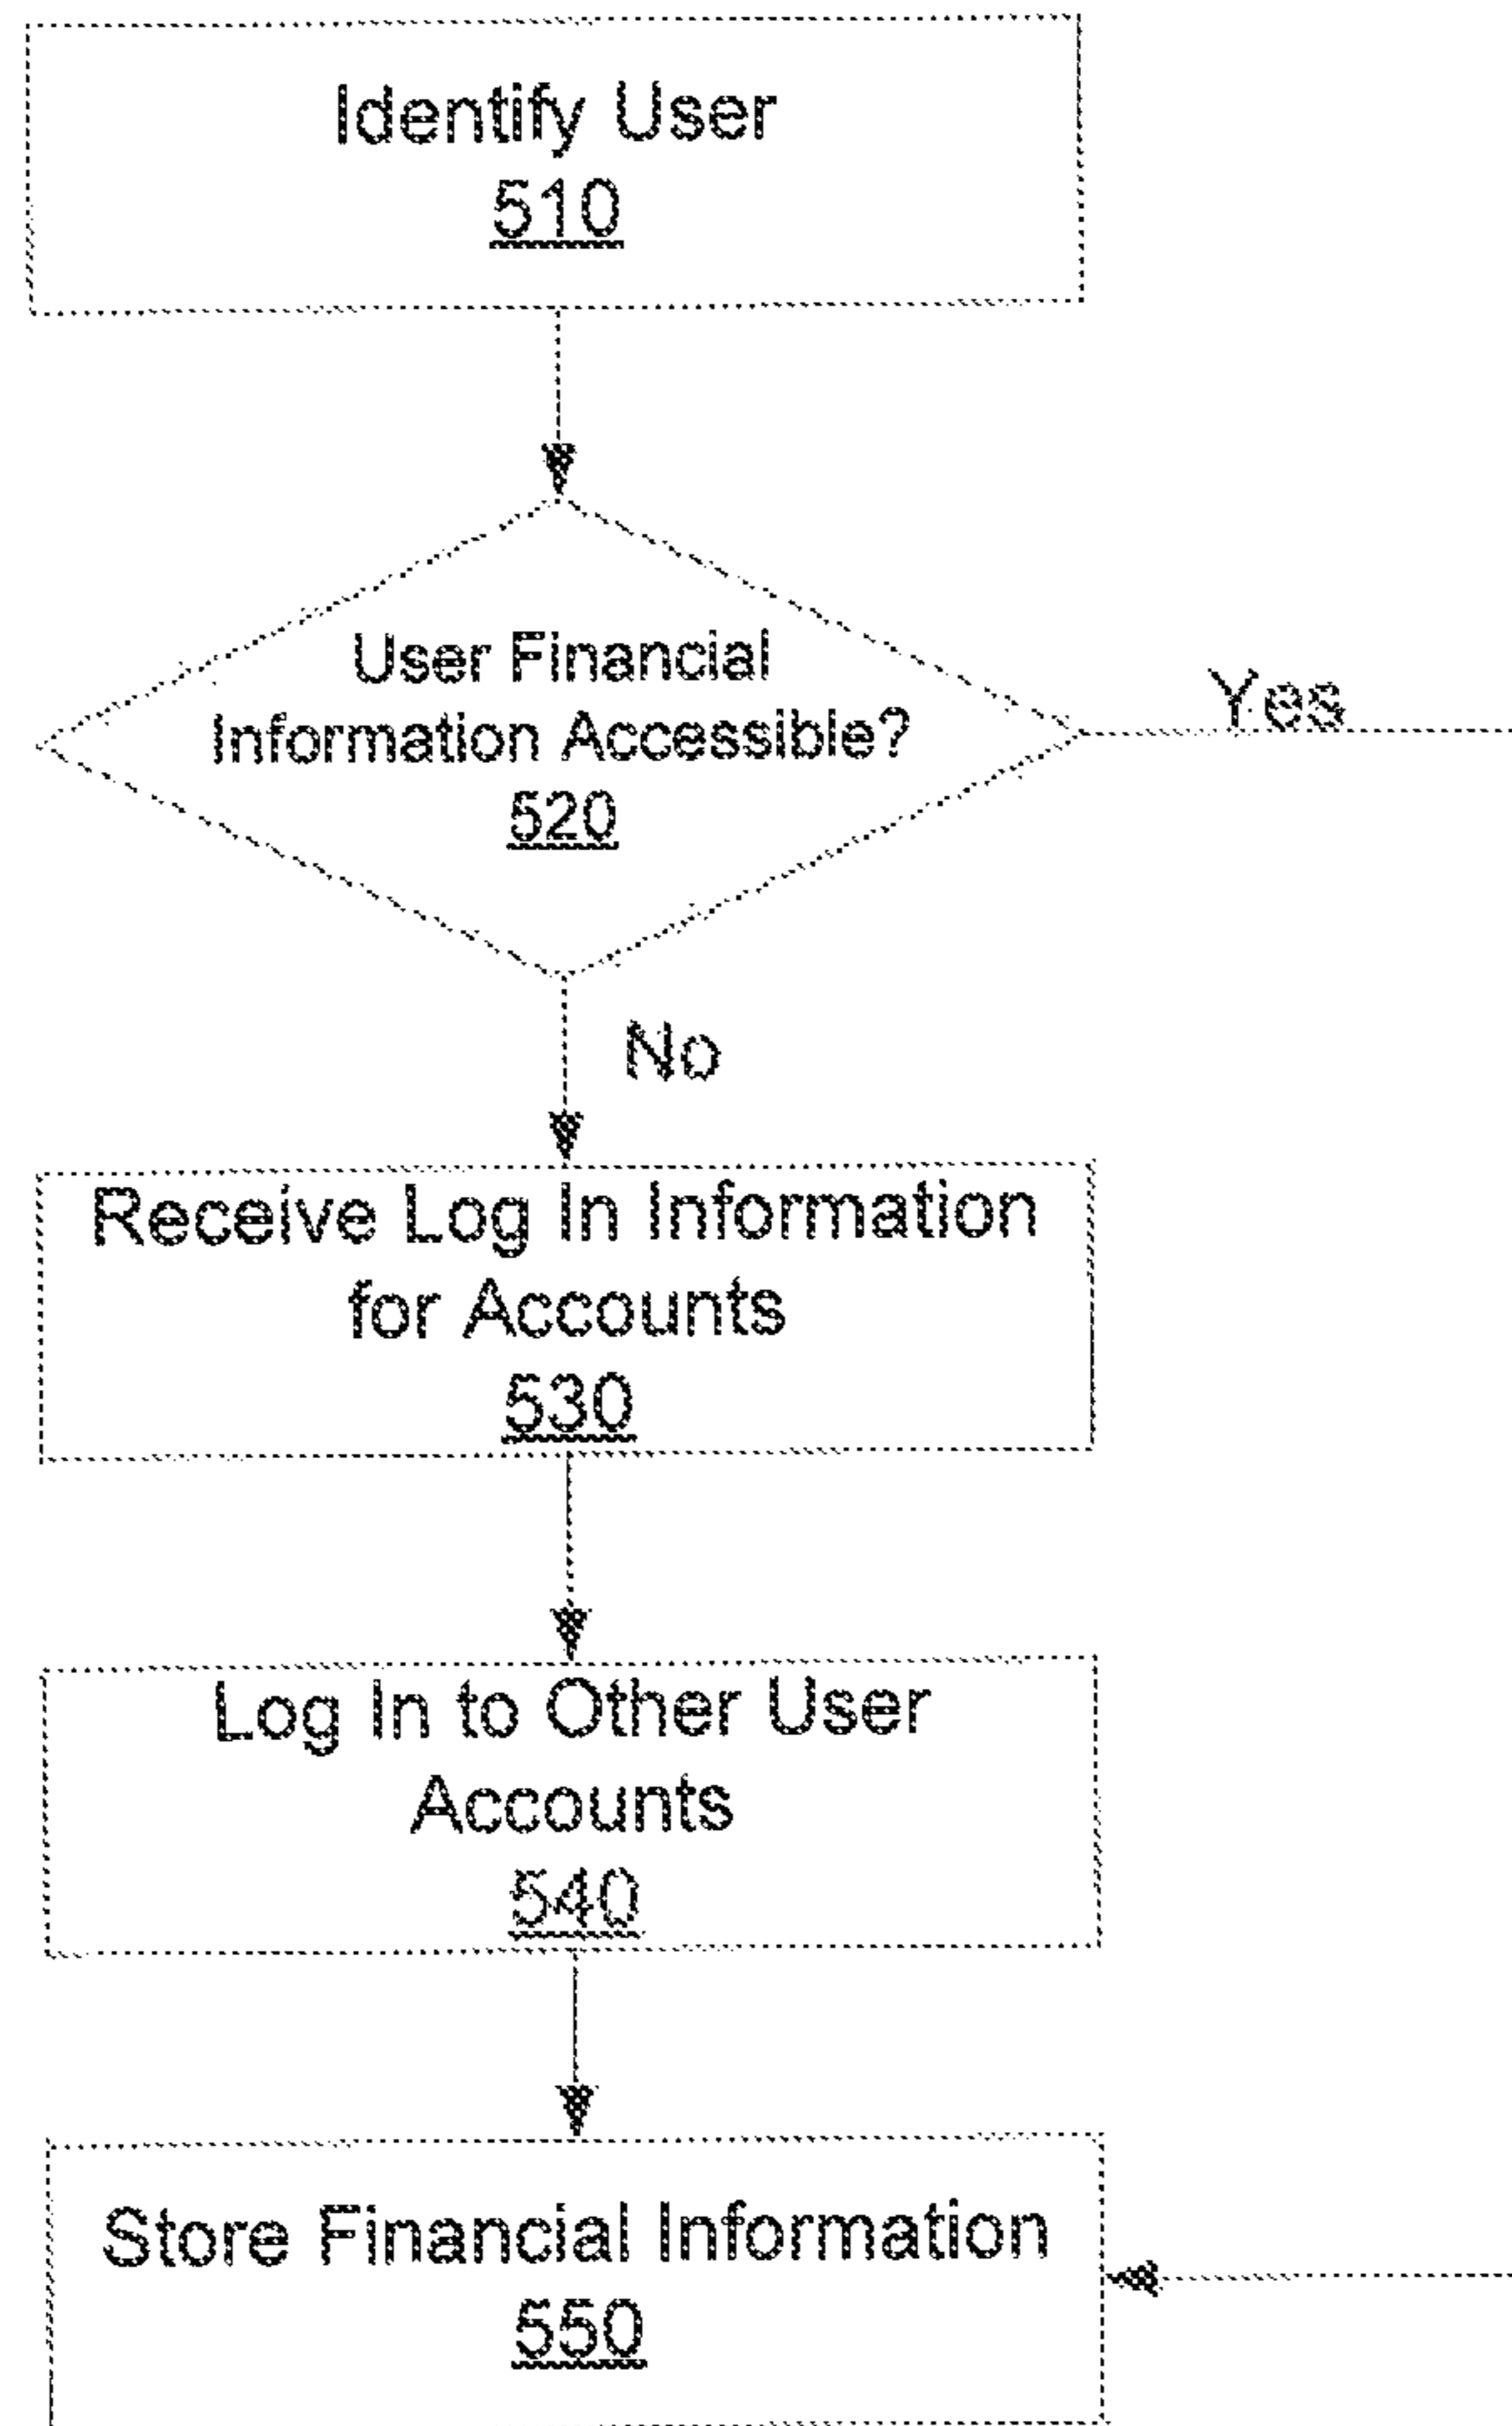 Identify User
510
User Financial
Information Accessible?
520
Yes
No
Receive Log In Information
for Accounts
530
Log In to Other User
Accounts
540
Store Financial Information
550